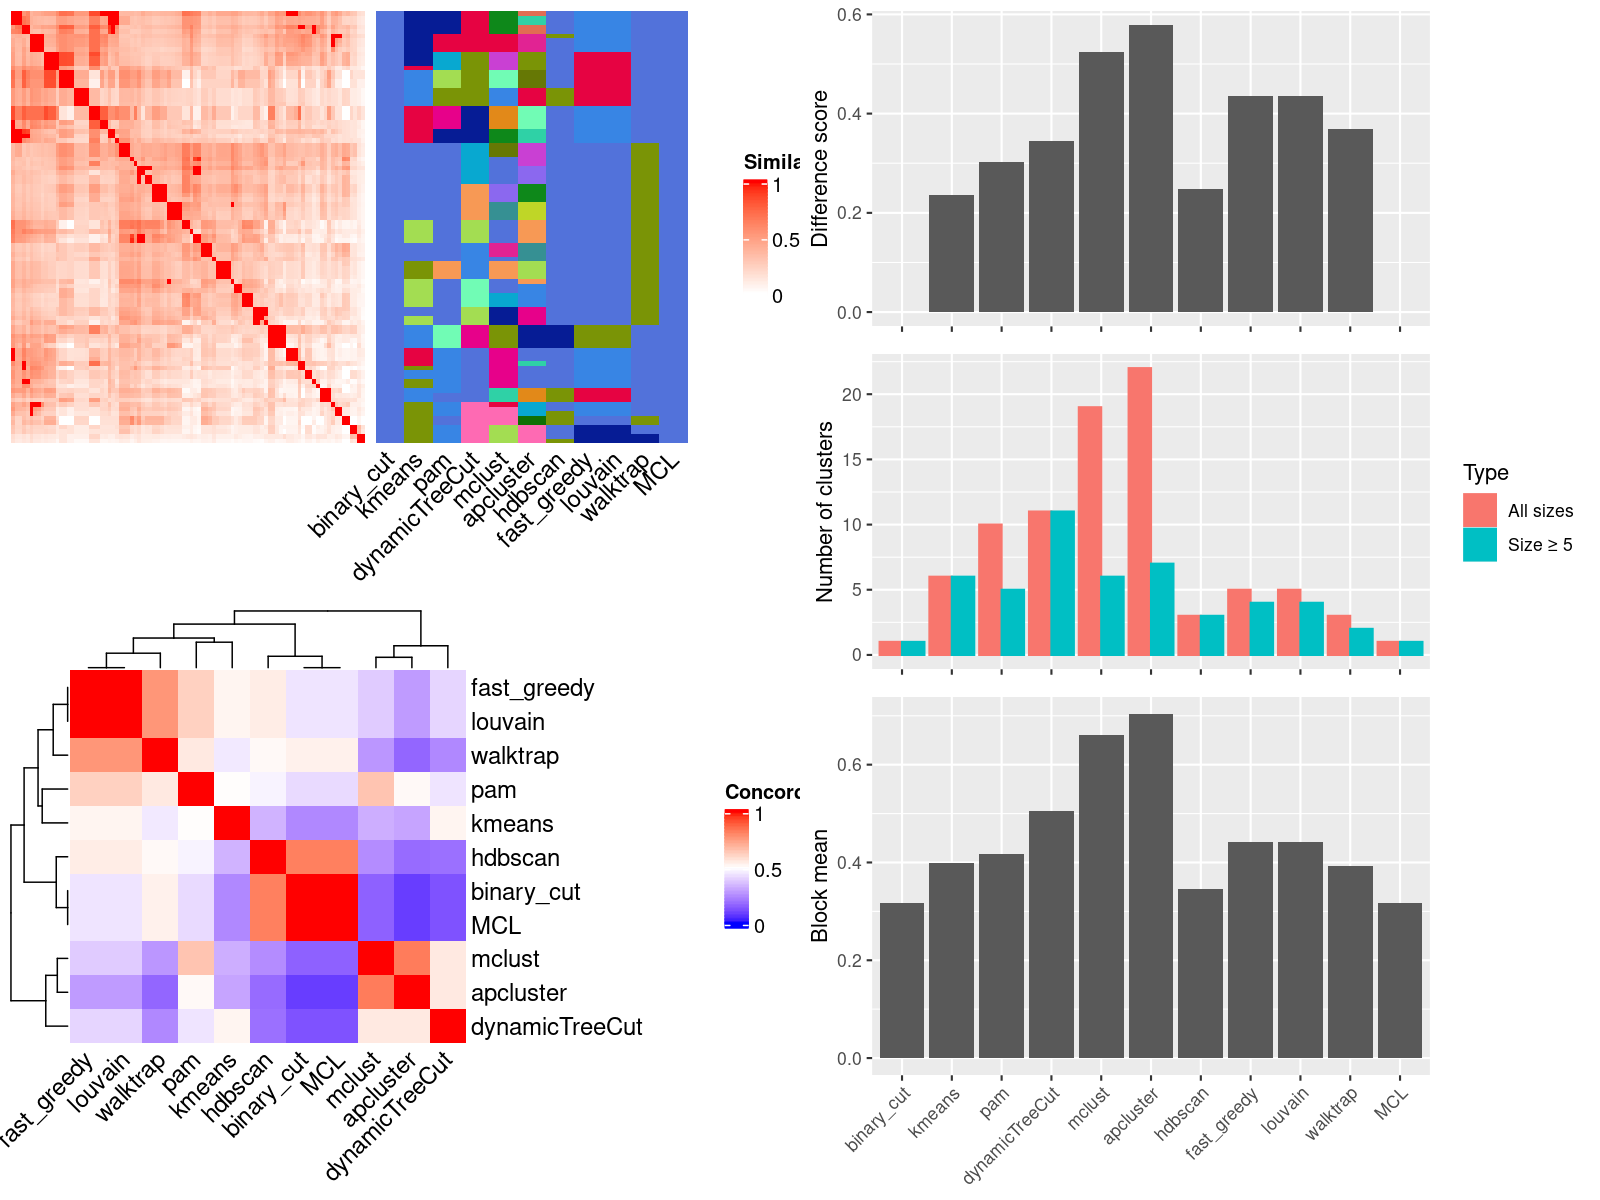 Simila
1
0.5
0
binary_cut
kmeans
pam
dynamicTreeCut
mclust
apcluster
hdbscan
fast_greedy
louvain
walktrap
MCL
fast_greedy
louvain
walktrap
pam
kmeans
hdbscan
binary_cut
MCL
mclust
apcluster
dynamicTreeCut
Concord
1
0.5
0
fast_greedy
louvain
walktrap
pam
kmeans
hdbscan
binary_cut
MCL
mclust
apcluster
dynamicTreeCut
Difference score
0.6
0.4
0.2
0.0
Number of clusters
20
15
10
5
0
Type
All sizes
Size ≥ 5
Block mean
0.6
0.4
0.2
0.0
binary_cut
kmeans
pam
dynamicTreeCut
mclust
apcluster
hdbscan
fast_greedy
louvain
walktrap
MCL